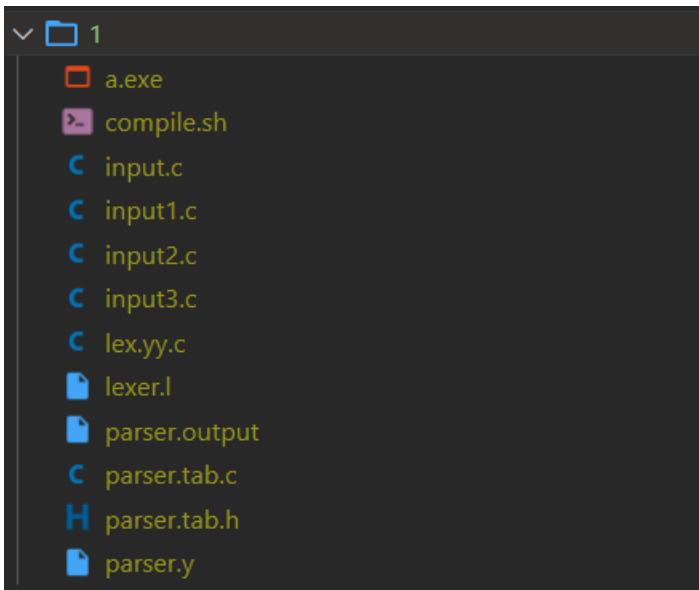 1
a.exe
compile.sh
C input.c
C input1.c
C input2.c
C input3.c
C lex.yy.c
lexer.l
parser.output
C parser.tab.c
H parser.tab.h
parser.y